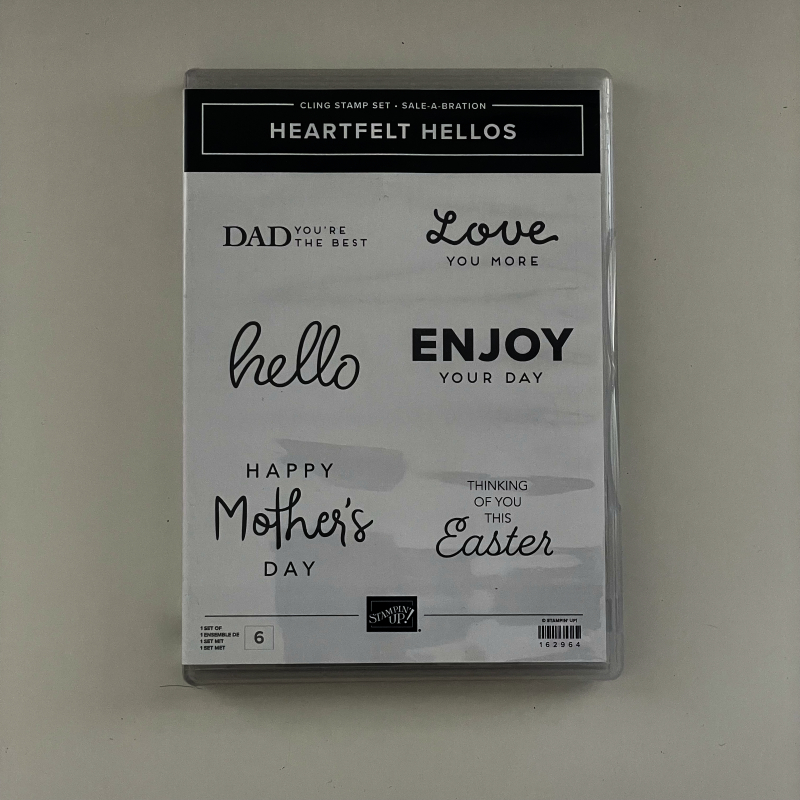 CLING STAMP SET • SALE-A-BRATION
HEARTFELT HELLOS
DAD YOU'RE
THE BEST
Love
YOU MORE
hello
ENJOY
YOUR DAY
HAPPY
Mother's
DAY
THINKING
OF YOU
THIS
Easter
1 SET OF
1 ENSEMBLE DE
1 SET MIT
1 SET MET
6
STAMPIN'
UP!®
© STAMPIN' UP!
162964